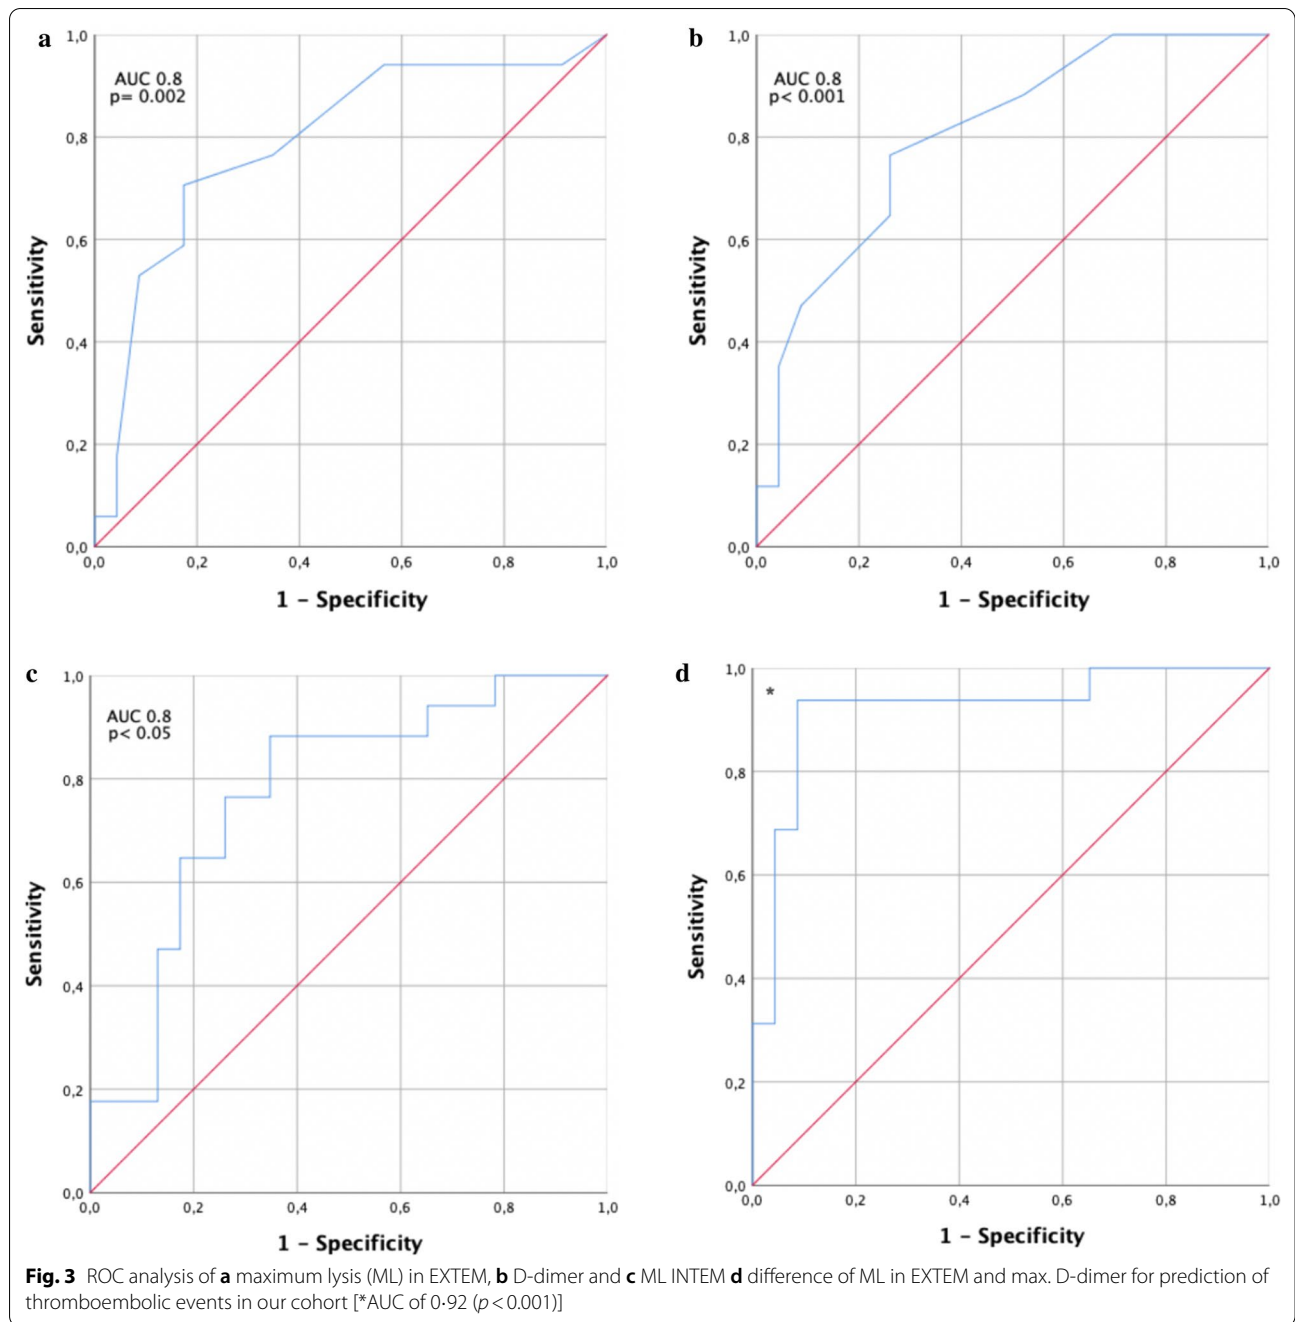 a
AUC 0.8
p= 0.002
1,0
0,8
0,6
0,4
0,2
0,0
Sensitivity
0,0 0,2 0,4 0,6 0,8 1,0
1 – Specificity
b
AUC 0.8
p< 0.001
1,0
0,8
0,6
0,4
0,2
0,0
Sensitivity
0,0 0,2 0,4 0,6 0,8 1,0
1 – Specificity
c
AUC 0.8
p< 0.05
1,0
0,8
0,6
0,4
0,2
0,0
Sensitivity
0,0 0,2 0,4 0,6 0,8 1,0
1 – Specificity
d
*
1,0
0,8
0,6
0,4
0,2
0,0
Sensitivity
0,0 0,2 0,4 0,6 0,8 1,0
1 – Specificity
Fig. 3 ROC analysis of a maximum lysis (ML) in EXTEM, b D-dimer and c ML INTEM d difference of ML in EXTEM and max. D-dimer for prediction of
thromboembolic events in our cohort [*AUC of 0·92 (p < 0.001)]